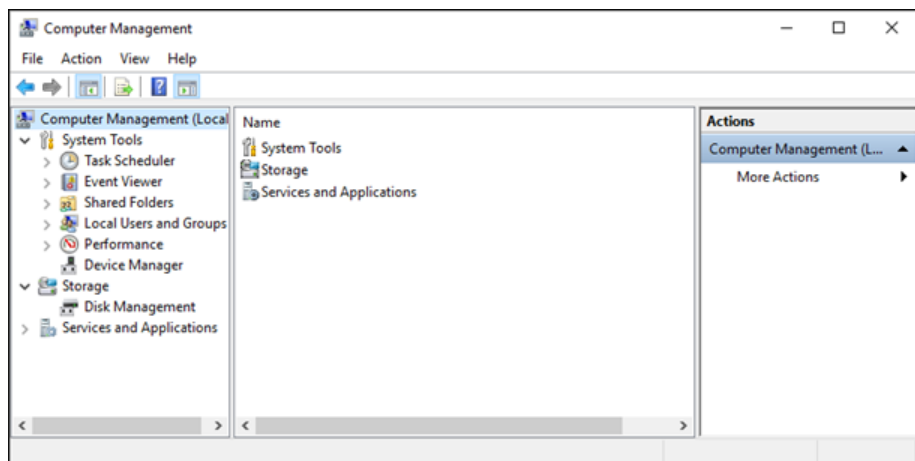 Computer Management
File Action View Help
Computer Management (Local
System Tools
Task Scheduler
Event Viewer
Shared Folders
Local Users and Groups
Performance
Device Manager
Storage
Disk Management
Services and Applications
Name
System Tools
Storage
Services and Applications
Actions
Computer Management (L...
More Actions